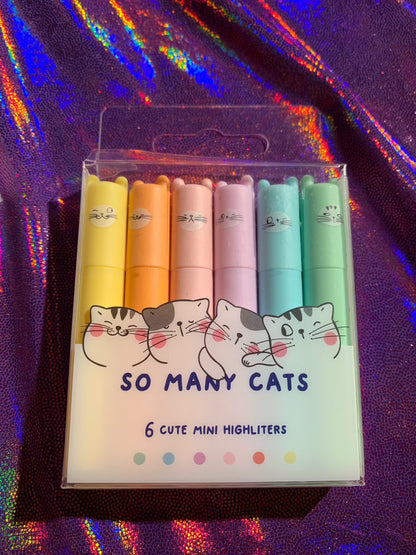 SO MANY CATS
6 CUTE MINI HIGHLITERS